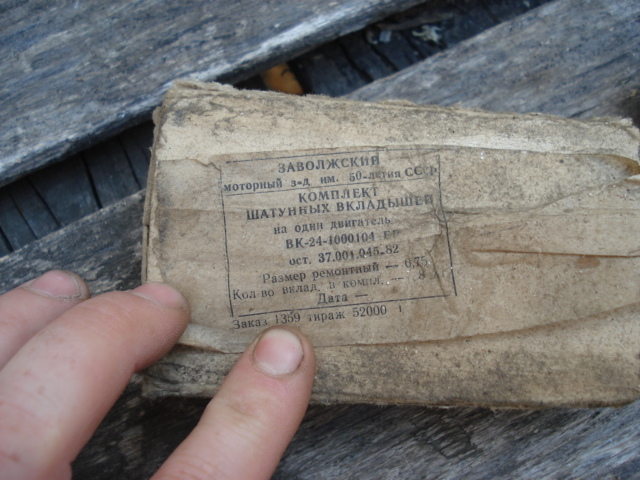 ЗАВОЛЖСКИЙ
моторный з-д им. 50-летия СССР
КОМПЛЕКТ
ШАТУННЫХ ВКЛАДЫШЕЙ
на один двигатель
ВК-24-1000104
ост. 37.001.045.82
Размер ремонтный — 0,75
Кол-во вклад. в компл. — 8
Дата —
Заказ 1359 тираж 52000